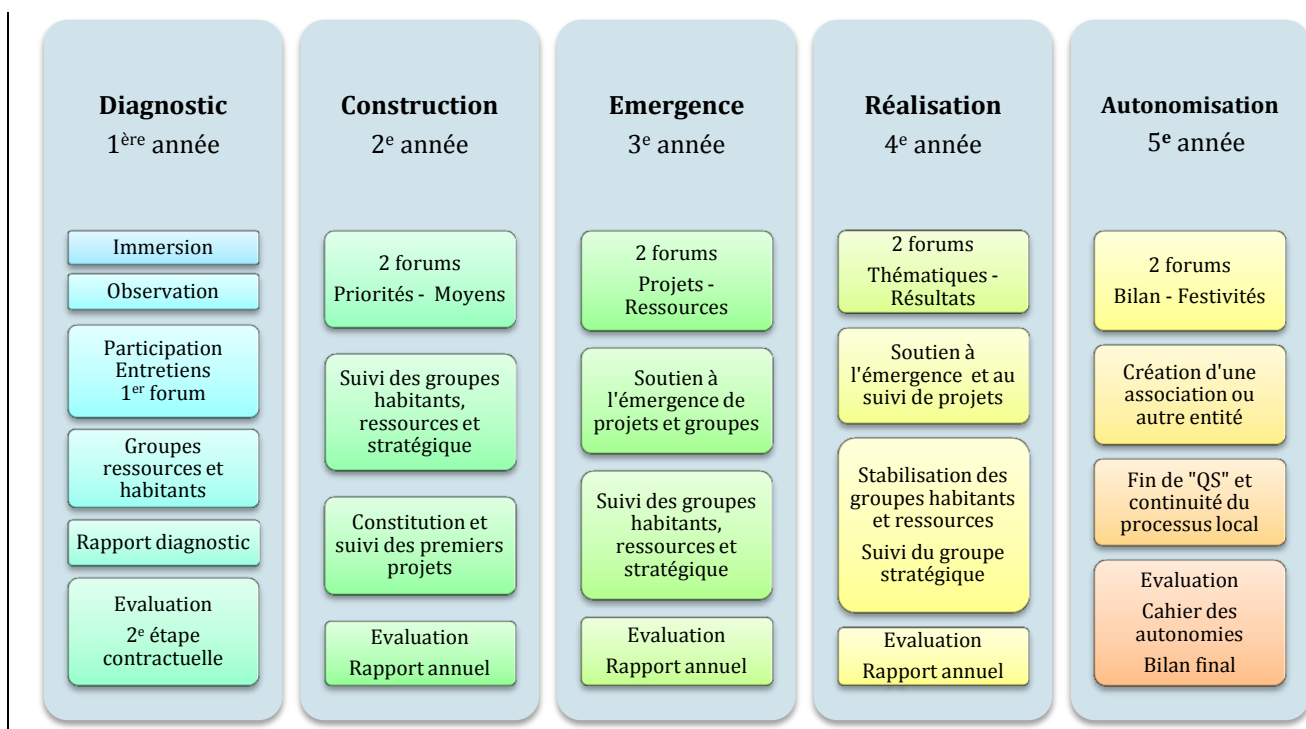 Diagnostic
1ère année
Immersion
Observation
Participation
Entretiens
1er forum
Groupes
ressources et
habitants
Rapport diagnostic
Evaluation
2e étape
contractuelle
Construction
2e année
2 forums
Priorités - Moyens
Suivi des groupes
habitants,
ressources et
stratégique
Constitution et
suivi des premiers
projets
Evaluation
Rapport annuel
Emergence
3e année
2 forums
Projets -
Ressources
Soutien à
l'émergence de
projets et groupes
Suivi des groupes
habitants,
ressources et
stratégique
Evaluation
Rapport annuel
Réalisation
4e année
2 forums
Thématiques -
Résultats
Soutien à
l'émergence et au
suivi de projets
Stabilisation des
groupes habitants
et ressources
Suivi du groupe
stratégique
Evaluation
Rapport annuel
Autonomisation
5e année
2 forums
Bilan - Festivités
Création d'une
association ou
autre entité
Fin de "QS" et
continuité du
processus local
Evaluation
Cahier des
autonomies
Bilan final